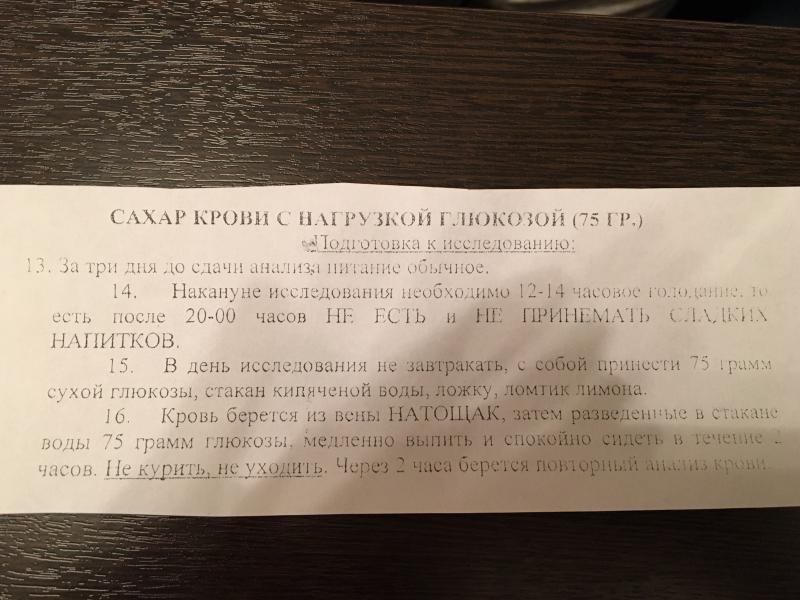 САХАР КРОВИ С НАГРУЗКОЙ ГЛЮКОЗОЙ (75 ГР.)
Подготовка к исследованию:
13. За три дня до сдачи анализа питание обычное.
14. Накануне исследования необходимо 12-14 часовое голодание, то
есть после 20-00 часов НЕ ЕСТЬ и НЕ ПРИНЕМАТЬ СЛАДКИХ
НАПИТКОВ.
15. В день исследования не завтракать, с собой принести 75 грамм
сухой глюкозы, стакан кипяченой воды, ложку, ломтик лимона.
16. Кровь берется из вены НАТОЩАК, затем разведенные в стакане
воды 75 грамм глюкозы, медленно выпить и спокойно сидеть в течение 2
часов. Не курить, не уходить. Через 2 часа берется повторный анализ крови.